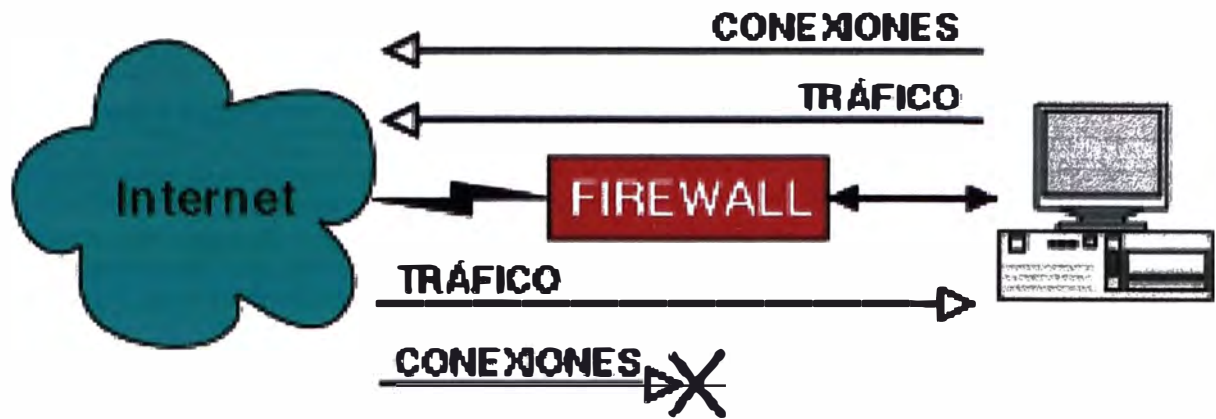 CONEXIONES
TRÁFICO
Internet
FIREWALL
TRÁFICO
CONEXIONES